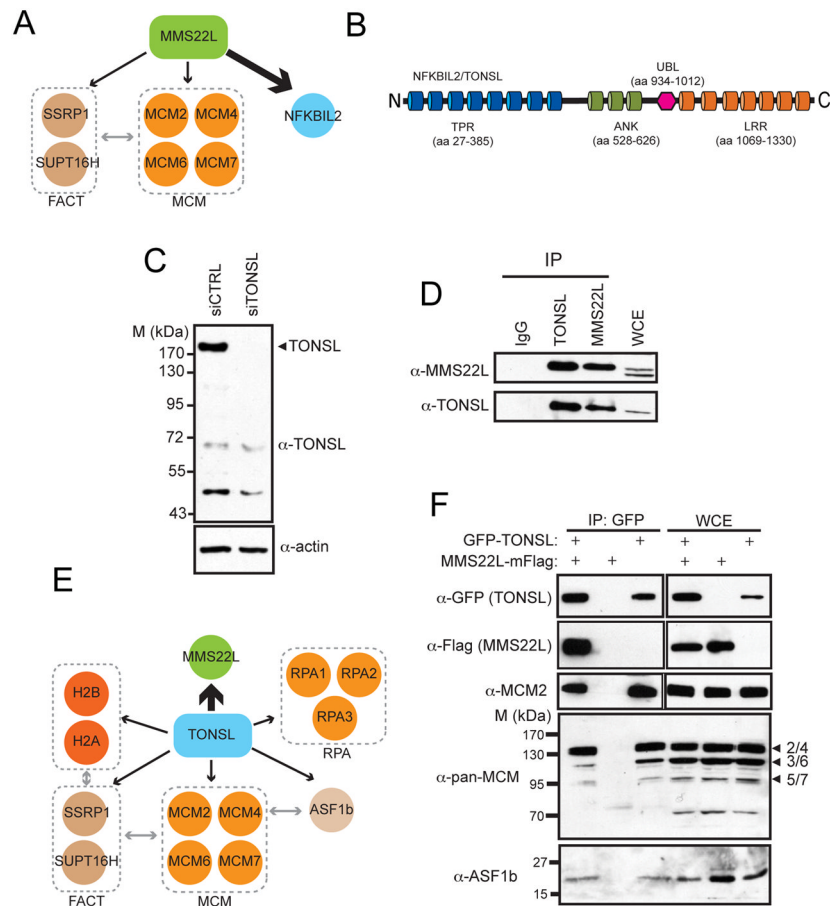 A
MMS22L
SSRP1
SUPT16H
FACT
MCM2
MCM4
MCM6
MCM7
MCM
NFKBIL2
B
NFKBIL2/TONSL
UBL
(aa 934-1012)
N
C
TPR
(aa 27-385)
ANK
(aa 528-626)
LRR
(aa 1069-1330)
C
siCTRL
siTONSL
M (kDa)
170
130
95
72
55
43
TONSL
α-TONSL
α-actin
D
IP
IgG
TONSL
MMS22L
WCE
α-MMS22L
α-TONSL
E
MMS22L
H2B
H2A
TONSL
RPA1
RPA2
RPA3
RPA
SSRP1
SUPT16H
FACT
MCM2
MCM4
MCM6
MCM7
MCM
ASF1b
F
IP: GFP
WCE
GFP-TONSL: + + + +
MMS22L-mFlag: + + + +
α-GFP (TONSL)
α-Flag (MMS22L)
α-MCM2
M (kDa)
170
130
95
70
α-pan-MCM
2/4
3/6
5/7
27
15
α-ASF1b